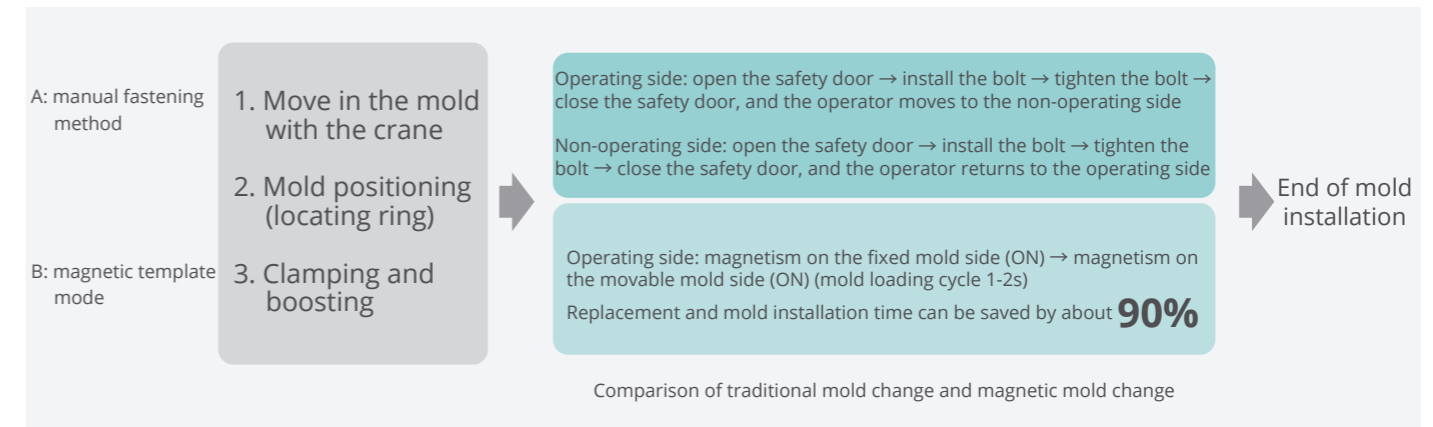 A: manual fastening
method
B: magnetic template
mode
1. Move in the mold
with the crane
2. Mold positioning
(locating ring)
3. Clamping and
boosting
Operating side: open the safety door → install the bolt → tighten the bolt →
close the safety door, and the operator moves to the non-operating side
Non-operating side: open the safety door → install the bolt → tighten the
bolt → close the safety door, and the operator returns to the operating side
Operating side: magnetism on the fixed mold side (ON) → magnetism on
the movable mold side (ON) (mold loading cycle 1-2s)
Replacement and mold installation time can be saved by about 90%
End of mold
installation
Comparison of traditional mold change and magnetic mold change